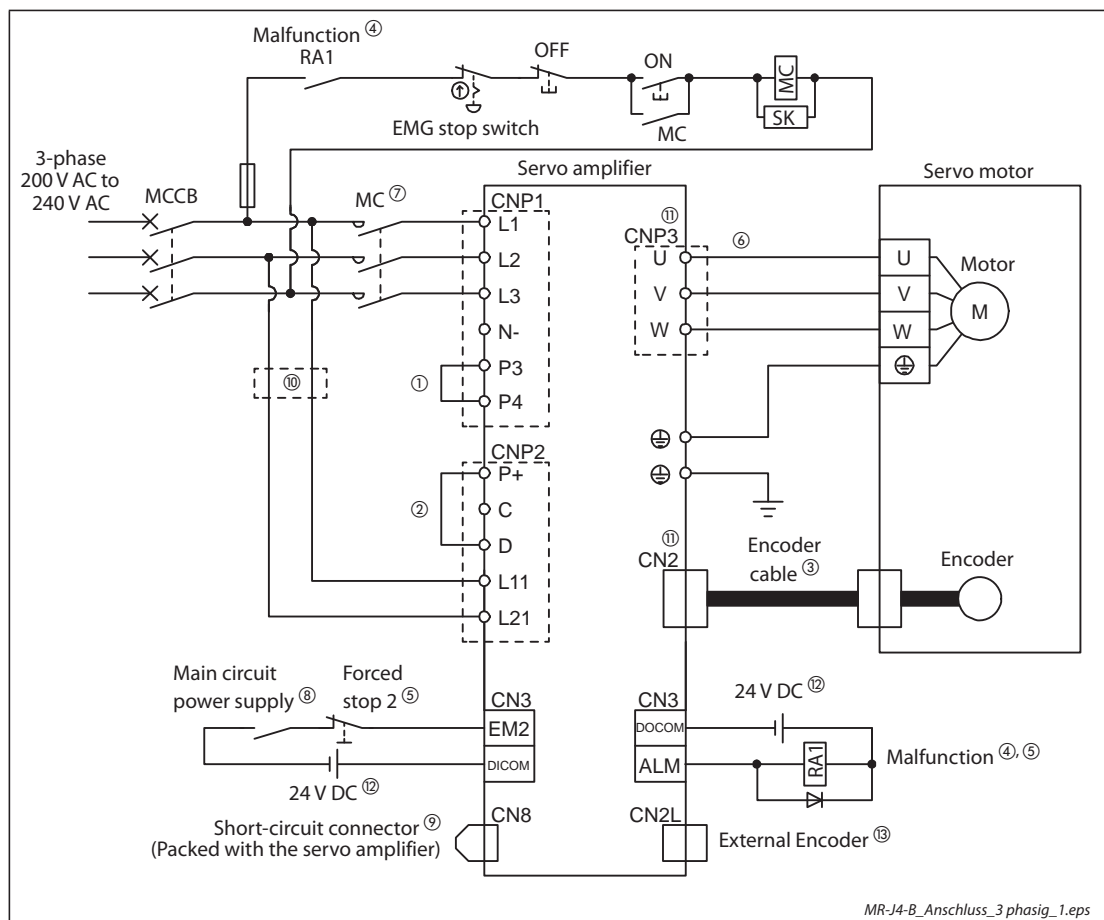 Malfunction ④
RA1
OFF
ON
MC
SK
EMG stop switch
MC
3-phase
200 V AC to
240 V AC
MCCB
MC ⑦
Servo amplifier
Servo motor
CNP1
L1
L2
L3
N-
P3
P4
①
⑩
⑪
CNP3
⑥
U
V
W
U
V
W
Motor
M
CNP2
P+
C
D
L11
L21
②
⑪
CN2
Encoder
cable ③
Encoder
Main circuit
power supply ⑧
Forced
stop 2 ⑤
CN3
EM2
DICOM
24 V DC ⑫
CN3
DOCOM
ALM
24 V DC ⑫
RA1
Malfunction ④, ⑤
Short-circuit connector ⑨
(Packed with the servo amplifier)
CN8
CN2L
External Encoder ⑬
MR-J4-B_Anschluss_3 phasig_1.eps